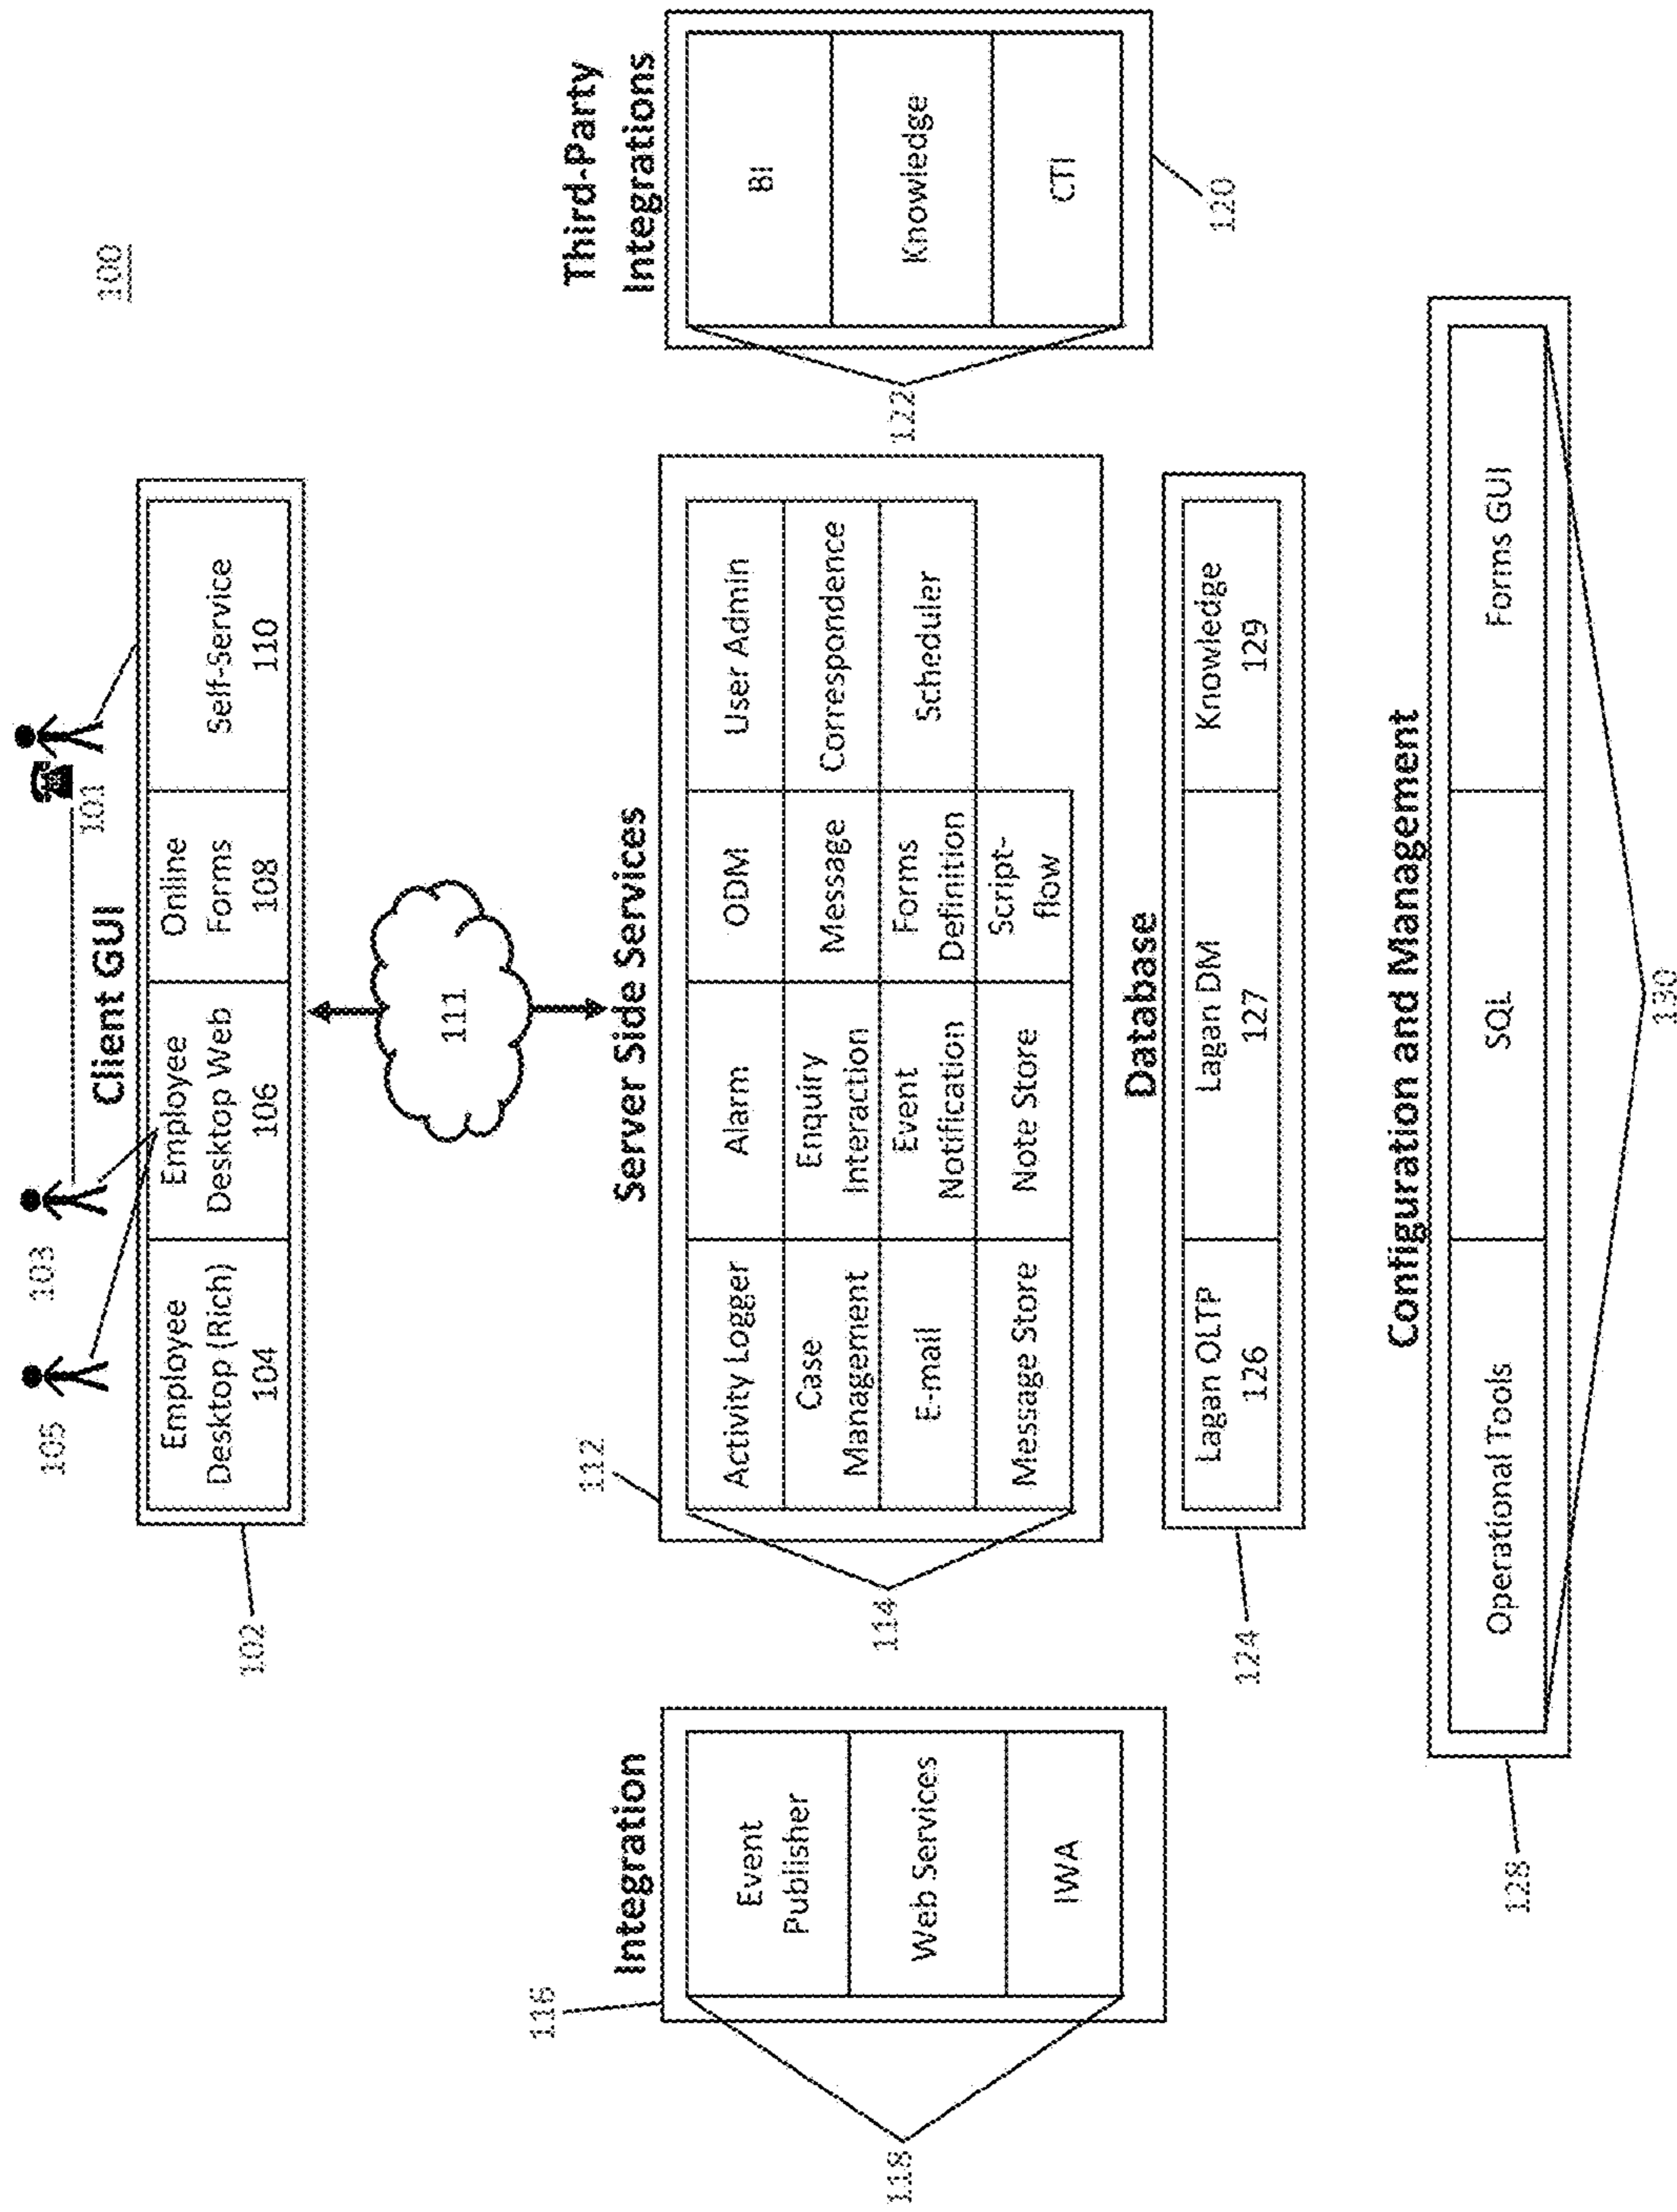 100
105
103
101
Client GUI
102
Employee
Desktop (Rich)
104
Employee
Desktop Web
106
Online
Forms
108
Self-Service
110
111
Integration
116
Event
Publisher
Web Services
IWA
118
Server Side Services
112
Activity Logger
Alarm
ODM
User Admin
Case
Management
Enquiry
Interaction
Message
Correspondence
E-mail
Event
Notification
Forms
Definition
Scheduler
Message Store
Note Store
Script-
flow
114
Third-Party
Integrations
BI
Knowledge
CTI
122
120
Database
124
Lagan OLTP
126
Lagan DM
127
Knowledge
129
Configuration and Management
128
Operational Tools
SQL
Forms GUI
130